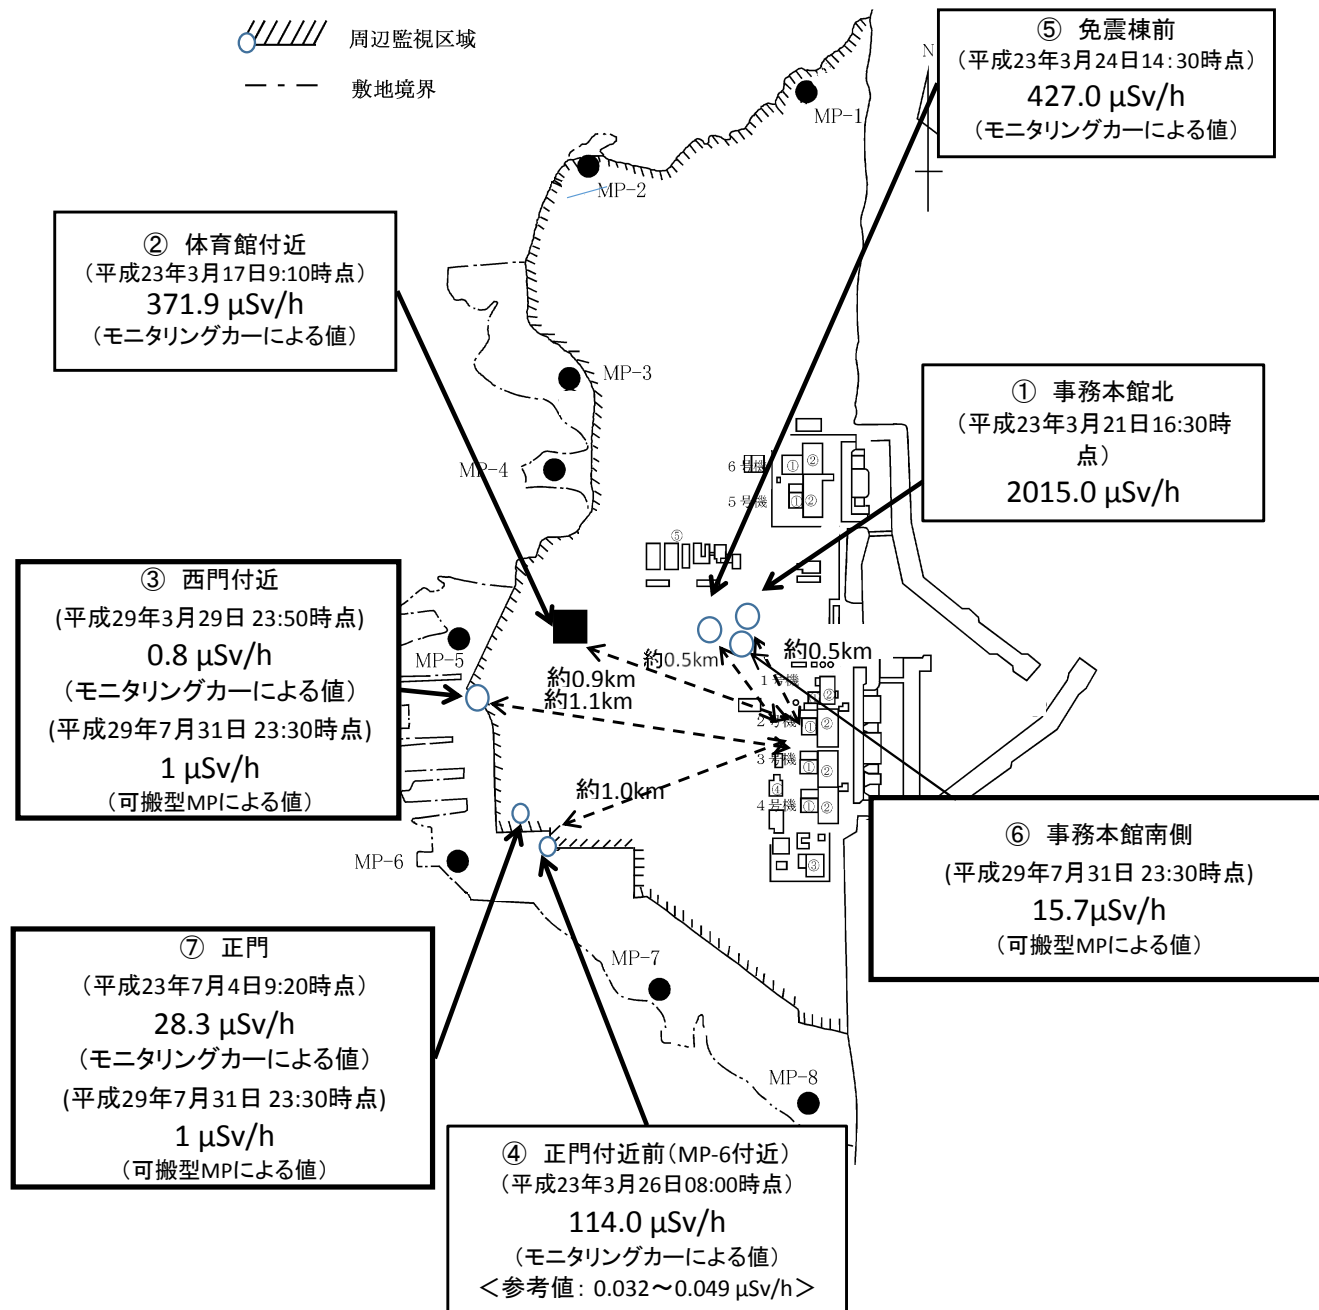 周辺監視区域
敷地境界
⑤ 免震棟前
（平成23年3月24日14：30時点）
427.0 µSv/h
（モニタリングカーによる値）
N
MP-1
MP-2
② 体育館付近
（平成23年3月17日9:10時点）
371.9 µSv/h
（モニタリングカーによる値）
MP-3
① 事務本館北
（平成23年3月21日16:30時
点）
2015.0 µSv/h
MP-4
6号機
① ②
5号機
① ②
⑤
③ 西門付近
(平成29年3月29日 23:50時点)
0.8 µSv/h
（モニタリングカーによる値）
(平成29年7月31日 23:30時点)
1 µSv/h
（可搬型MPによる値）
MP-5
約0.5km
約0.5km
約0.9km
約1.1km
1号機
②
2号機
① ②
3号機
① ②
④
4号機
① ②
③
約1.0km
MP-6
⑥ 事務本館南側
(平成29年7月31日 23:30時点)
15.7µSv/h
（可搬型MPによる値）
⑦ 正門
（平成23年7月4日9:20時点）
28.3 µSv/h
（モニタリングカーによる値）
(平成29年7月31日 23:30時点)
1 µSv/h
（可搬型MPによる値）
MP-7
MP-8
④ 正門付近前（MP-6付近）
（平成23年3月26日08:00時点）
114.0 µSv/h
（モニタリングカーによる値）
＜参考値：0.032～0.049 µSv/h＞